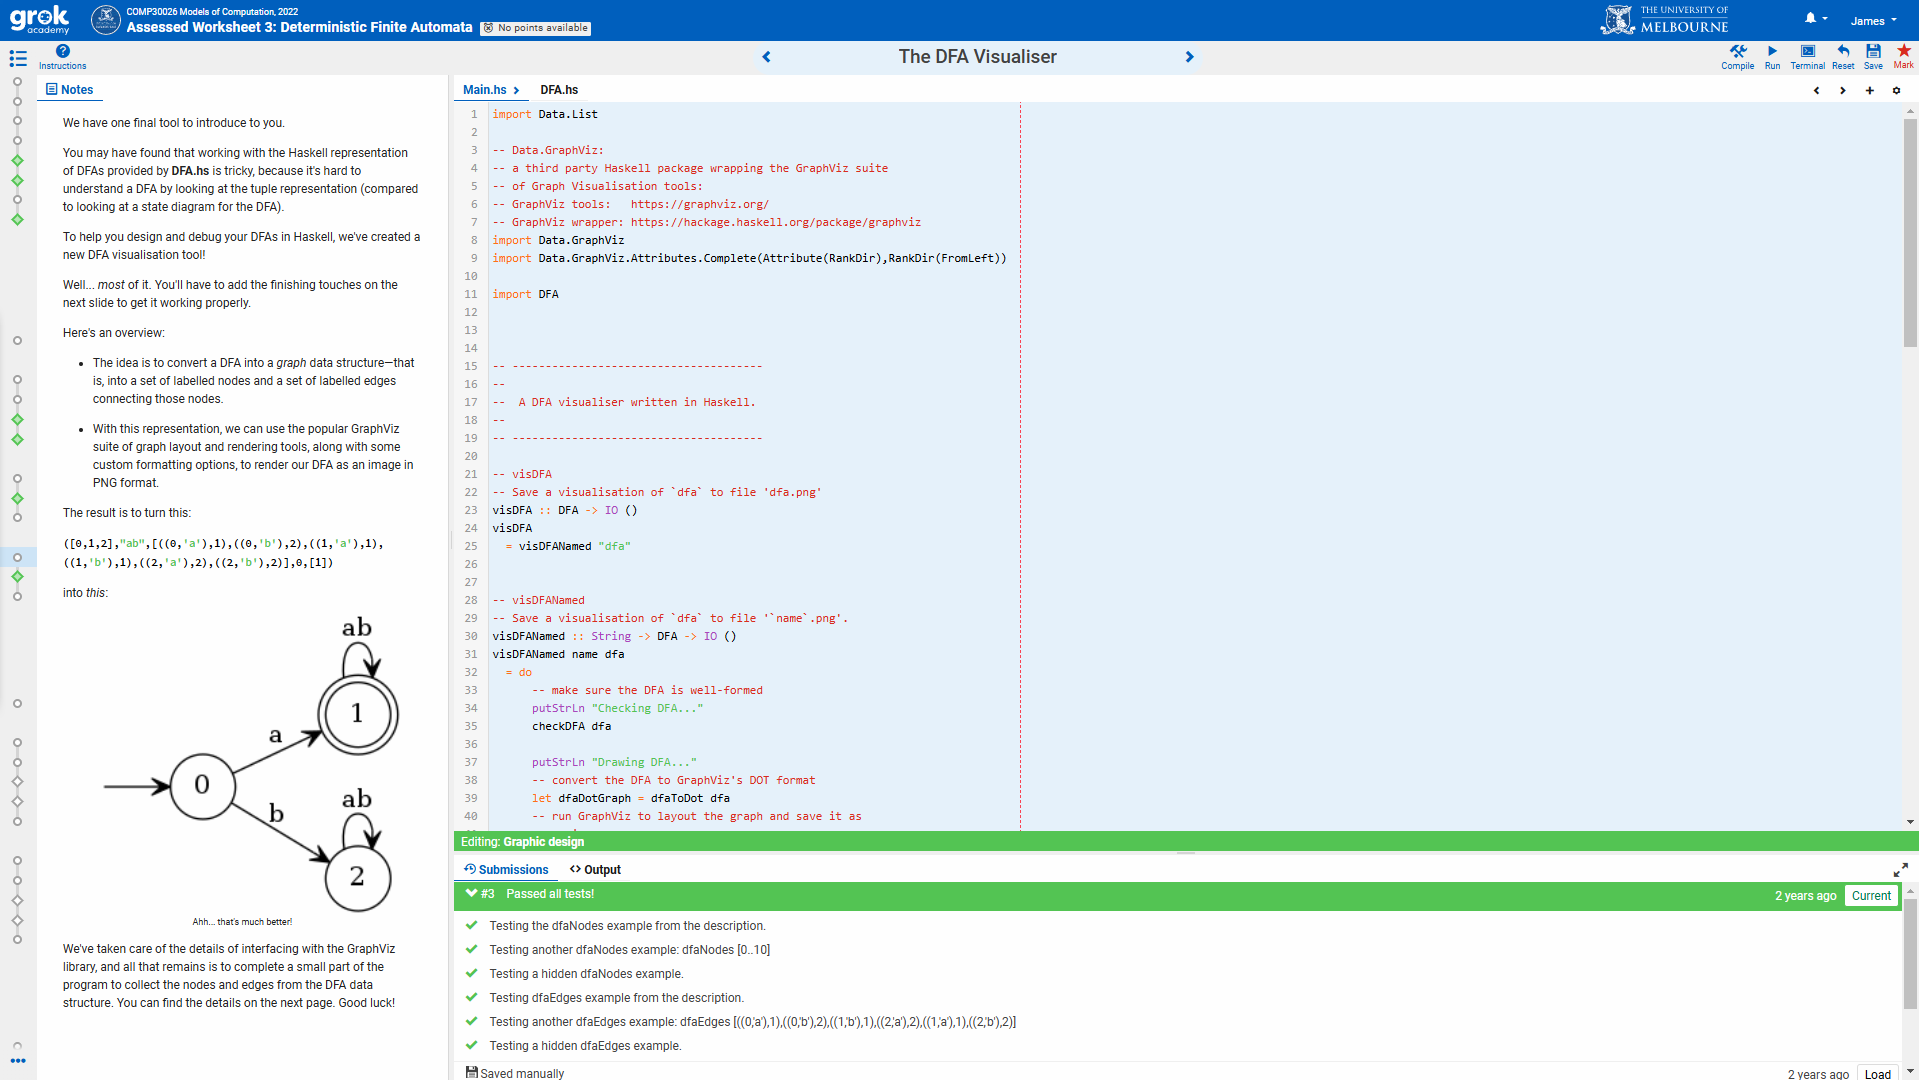 grok
academy
COMP30026 Models of Computation, 2022
Assessed Worksheet 3: Deterministic Finite Automata
No points available
THE UNIVERSITY OF
MELBOURNE
James
Instructions
The DFA Visualiser
Compile
Run
Terminal
Reset
Save
Mark
Notes
We have one final tool to introduce to you.
You may have found that working with the Haskell representation
of DFAs provided by DFA.hs is tricky, because it's hard to
understand a DFA by looking at the tuple representation (compared
to looking at a state diagram for the DFA).
To help you design and debug your DFAs in Haskell, we've created a
new DFA visualisation tool!
Well... most of it. You'll have to add the finishing touches on the
next slide to get it working properly.
Here's an overview:
• The idea is to convert a DFA into a graph data structure—that
is, into a set of labelled nodes and a set of labelled edges
connecting those nodes.
• With this representation, we can use the popular GraphViz
suite of graph layout and rendering tools, along with some
custom formatting options, to render our DFA as an image in
PNG format.
The result is to turn this:
([0,1,2],"ab",[((0,'a'),1),((0,'b'),2),((1,'a'),1),
((1,'b'),1),((2,'a'),2),((2,'b'),2)],0,[1])
into this:
ab
1
a
0
ab
b
2
Ahh... that's much better!
We've taken care of the details of interfacing with the GraphViz
library, and all that remains is to complete a small part of the
program to collect the nodes and edges from the DFA data
structure. You can find the details on the next page. Good luck!
Main.hs
DFA.hs
1 import Data.List
2
3 -- Data.GraphViz:
4 -- a third party Haskell package wrapping the GraphViz suite
5 -- of Graph Visualisation tools:
6 -- GraphViz tools:   https://graphviz.org/
7 -- GraphViz wrapper: https://hackage.haskell.org/package/graphviz
8 import Data.GraphViz
9 import Data.GraphViz.Attributes.Complete(Attribute(RankDir),RankDir(FromLeft))
10
11 import DFA
12
13
14
15 -- --------------------------------------
16 --
17 --  A DFA visualiser written in Haskell.
18 --
19 -- --------------------------------------
20
21 -- visDFA
22 -- Save a visualisation of `dfa` to file 'dfa.png'
23 visDFA :: DFA -> IO ()
24 visDFA
25   = visDFANamed "dfa"
26
27
28 -- visDFANamed
29 -- Save a visualisation of `dfa` to file '`name`.png'.
30 visDFANamed :: String -> DFA -> IO ()
31 visDFANamed name dfa
32   = do
33       -- make sure the DFA is well-formed
34       putStrLn "Checking DFA..."
35       checkDFA dfa
36
37       putStrLn "Drawing DFA..."
38       -- convert the DFA to GraphViz's DOT format
39       let dfaDotGraph = dfaToDot dfa
40       -- run GraphViz to layout the graph and save it as
Editing: Graphic design
Submissions
Output
#3 Passed all tests!
2 years ago
Current
Testing the dfaNodes example from the description.
Testing another dfaNodes example: dfaNodes [0..10]
Testing a hidden dfaNodes example.
Testing dfaEdges example from the description.
Testing another dfaEdges example: dfaEdges [((0,'a'),1),((0,'b'),2),((1,'b'),1),((2,'a'),2),((1,'a'),1),((2,'b'),2)]
Testing a hidden dfaEdges example.
Saved manually
2 years ago
Load